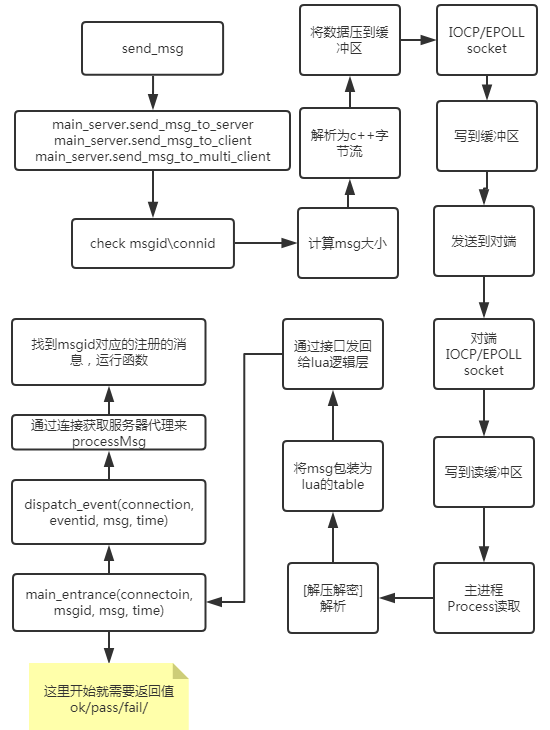 send_msg
main_server.send_msg_to_server
main_server.send_msg_to_client
main_server.send_msg_to_multi_client
check msgid\connid
计算msg大小
解析为c++字
节流
将数据压到缓
冲区
IOCP/EPOLL
socket
写到缓冲区
发送到对端
对端
IOCP/EPOLL
socket
写到读缓冲区
主进程
Process读取
[解压解密]
解析
将msg包装为
lua的table
通过接口发回
给lua逻辑层
main_entrance(connectoin,
msgid, msg, time)
dispatch_event(connection,
eventid, msg, time)
通过连接获取服务器代理来
processMsg
找到msgid对应的注册的消
息，运行函数
这里开始就需要返回值
ok/pass/fail/